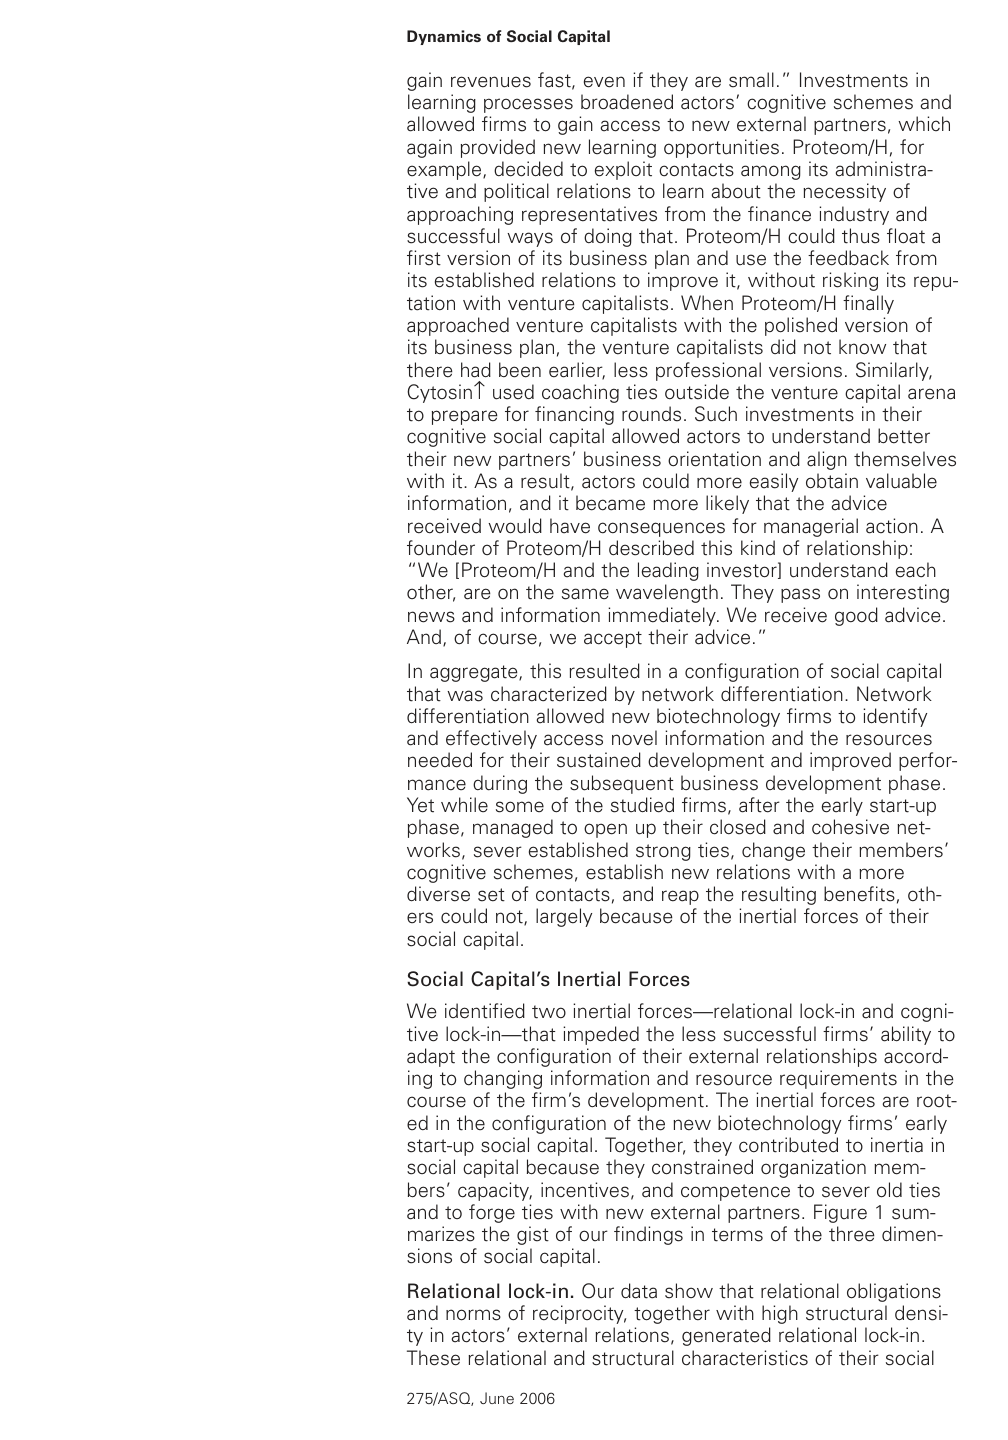 Dynamics of Social Capital
gain revenues fast, even if they are small.” Investments in
learning processes broadened actors’ cognitive schemes and
allowed firms to gain access to new external partners, which
again provided new learning opportunities. Proteom/H, for
example, decided to exploit contacts among its administra-
tive and political relations to learn about the necessity of
approaching representatives from the finance industry and
successful ways of doing that. Proteom/H could thus float a
first version of its business plan and use the feedback from
its established relations to improve it, without risking its repu-
tation with venture capitalists. When Proteom/H finally
approached venture capitalists with the polished version of
its business plan, the venture capitalists did not know that
there had been earlier, less professional versions. Similarly,
Cytosin↑ used coaching ties outside the venture capital arena
to prepare for financing rounds. Such investments in their
cognitive social capital allowed actors to understand better
their new partners’ business orientation and align themselves
with it. As a result, actors could more easily obtain valuable
information, and it became more likely that the advice
received would have consequences for managerial action. A
founder of Proteom/H described this kind of relationship:
“We [Proteom/H and the leading investor] understand each
other, are on the same wavelength. They pass on interesting
news and information immediately. We receive good advice.
And, of course, we accept their advice.”
In aggregate, this resulted in a configuration of social capital
that was characterized by network differentiation. Network
differentiation allowed new biotechnology firms to identify
and effectively access novel information and the resources
needed for their sustained development and improved perfor-
mance during the subsequent business development phase.
Yet while some of the studied firms, after the early start-up
phase, managed to open up their closed and cohesive net-
works, sever established strong ties, change their members’
cognitive schemes, establish new relations with a more
diverse set of contacts, and reap the resulting benefits, oth-
ers could not, largely because of the inertial forces of their
social capital.
Social Capital’s Inertial Forces
We identified two inertial forces—relational lock-in and cogni-
tive lock-in—that impeded the less successful firms’ ability to
adapt the configuration of their external relationships accord-
ing to changing information and resource requirements in the
course of the firm’s development. The inertial forces are root-
ed in the configuration of the new biotechnology firms’ early
start-up social capital. Together, they contributed to inertia in
social capital because they constrained organization mem-
bers’ capacity, incentives, and competence to sever old ties
and to forge ties with new external partners. Figure 1 sum-
marizes the gist of our findings in terms of the three dimen-
sions of social capital.
Relational lock-in. Our data show that relational obligations
and norms of reciprocity, together with high structural densi-
ty in actors’ external relations, generated relational lock-in.
These relational and structural characteristics of their social
275/ASQ, June 2006